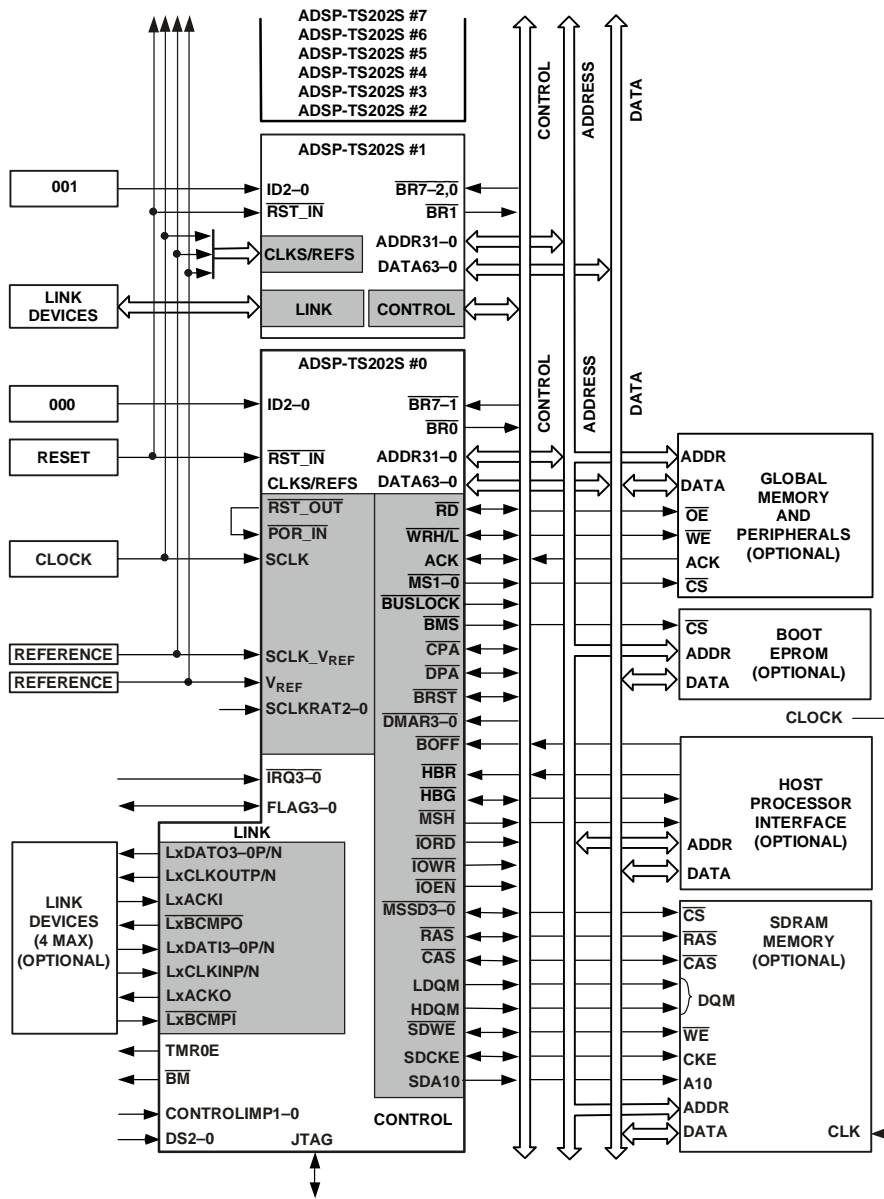 ADSP-TS202S #7
ADSP-TS202S #6
ADSP-TS202S #5
ADSP-TS202S #4
ADSP-TS202S #3
ADSP-TS202S #2
CONTROL
ADDRESS
DATA
ADSP-TS202S #1
001
ID2–0
BR7–2,0
RST_IN
BR1
ADDR31–0
CLKS/REFS
DATA63–0
LINK
DEVICES
LINK
CONTROL
ADSP-TS202S #0
CONTROL
ADDRESS
DATA
000
ID2–0
BR7–1
BR0
RESET
RST_IN
ADDR31–0
CLKS/REFS
DATA63–0
RST_OUT
RD
POR_IN
WRH/L
CLOCK
SCLK
ACK
MS1–0
BUSLOCK
BMS
REFERENCE
SCLK_VREF
CPA
REFERENCE
VREF
DPA
BRST
SCLKRAT2–0
DMAR3–0
BOFF
IRQ3–0
HBR
FLAG3–0
HBG
MSH
LINK
IORD
IOWR
IOEN
MSSD3–0
RAS
CAS
LDQM
HDQM
SDWE
SDCKE
SDA10
CONTROL
LINK
DEVICES
(4 MAX)
(OPTIONAL)
LxDATO3–0P/N
LxCLKOUTP/N
LxACKI
LxBCMPO
LxDATI3–0P/N
LxCLKINP/N
LxACKO
LxBCMPI
TMR0E
BM
CONTROLIMP1–0
DS2–0
JTAG
ADDR
DATA
OE
WE
ACK
CS
GLOBAL
MEMORY
AND
PERIPHERALS
(OPTIONAL)
CS
ADDR
DATA
BOOT
EPROM
(OPTIONAL)
CLOCK
HOST
PROCESSOR
INTERFACE
(OPTIONAL)
ADDR
DATA
SDRAM
MEMORY
(OPTIONAL)
CS
RAS
CAS
DQM
WE
CKE
A10
ADDR
DATA
CLK